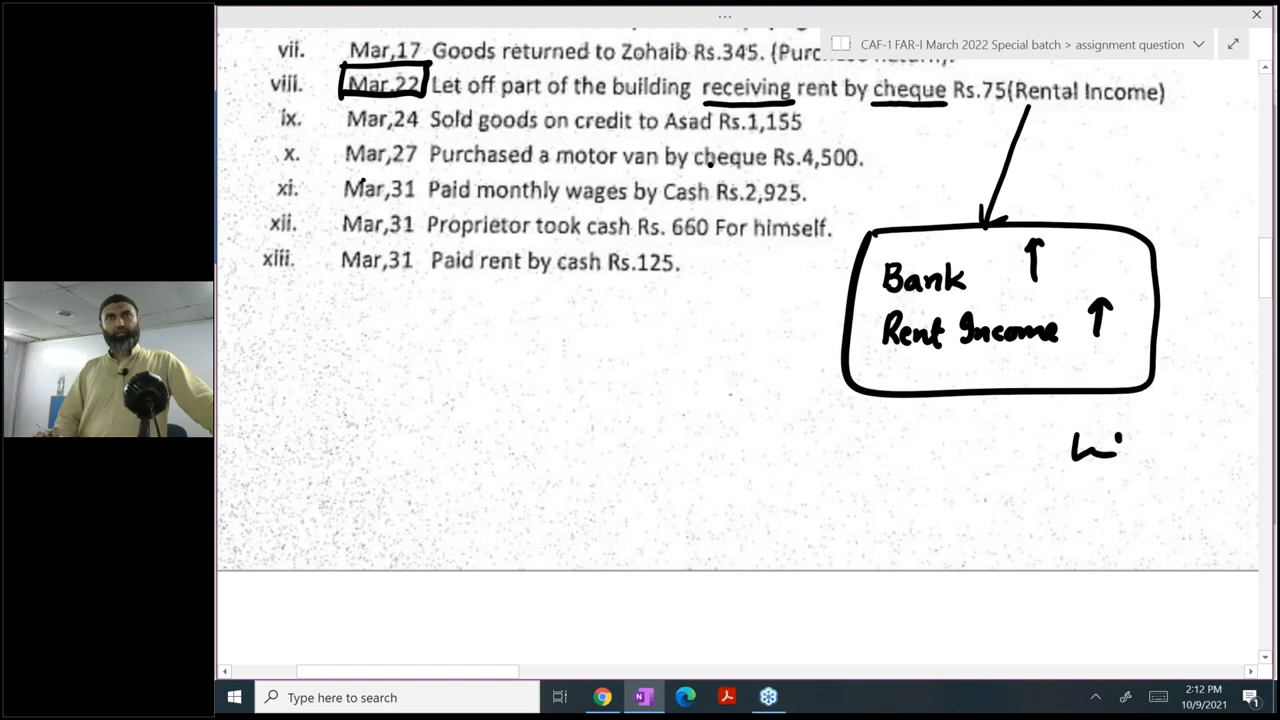 CAF-1 FAR-I March 2022 Special batch > assignment question
vii. Mar,17 Goods returned to Zohaib Rs.345. (Purc
viii. Mar,22 Let off part of the building receiving rent by cheque Rs.75(Rental Income)
ix. Mar,24 Sold goods on credit to Asad Rs.1,155
x. Mar,27 Purchased a motor van by cheque Rs.4,500.
xi. Mar,31 Paid monthly wages by Cash Rs.2,925.
xii. Mar,31 Proprietor took cash Rs. 660 For himself.
xiii. Mar,31 Paid rent by cash Rs.125.
Bank ↑
Rent Income ↑
Type here to search
2:12 PM
10/9/2021
1